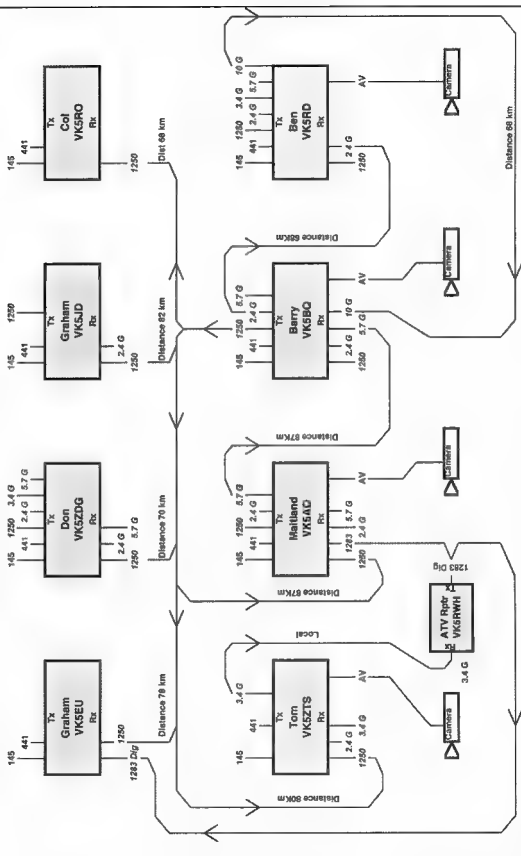 145
441
Tx
Graham
VK5EU
Rx
1283 Dig
1250
Distance 78 km
145
441
1250
2.4 G
3.4 G
5.7 G
Tx
Don
VK5ZDG
Rx
1250
2.4 G
5.7 G
Distance 70 km
145
441
1250
Tx
Graham
VK5JD
Rx
1250
2.4 G
Distance 82 km
145
441
Tx
Col
VK5RO
Rx
1250
Dist 68 km
145
441
3.4 G
Tx
Tom
VK5ZTS
Rx
1250
2.4 G
3.4 G
AV
Camera
Distance 80Km
Local
145
441
1250
2.4 G
5.7 G
Tx
Maitland
VK5AO
Rx
1250
1283
2.4 G
5.7 G
AV
Camera
Distance 87Km
Distance 87Km
1283 Dig
Tx
ATV Rptr
VK5RWH
Rx
3.4 G
145
441
1250
2.4 G
5.7 G
Tx
Barry
VK5BQ
Rx
1250
2.4 G
5.7 G
10 G
AV
Camera
Distance 68Km
145
441
1250
2.4 G
3.4 G
5.7 G
10 G
Tx
Ben
VK5RD
Rx
1250
2.4 G
AV
Camera
Distance 68 km